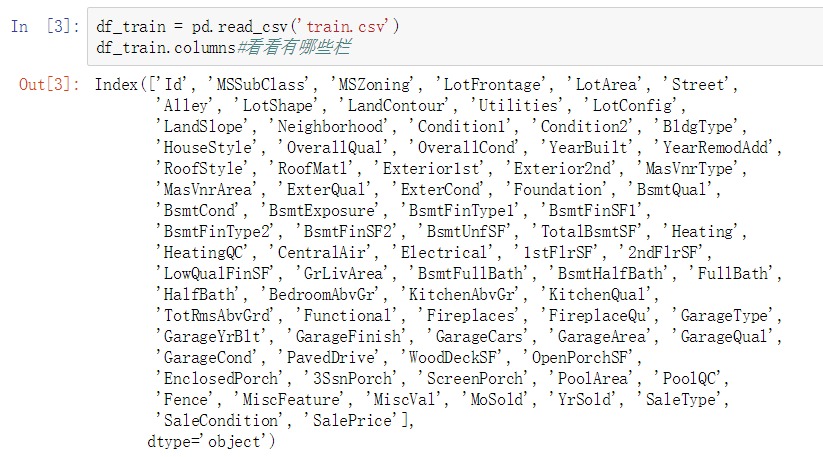 In [3]: df_train = pd.read_csv('train.csv')
df_train.columns#看看有哪些栏
Out[3]: Index(['Id', 'MSSubClass', 'MSZoning', 'LotFrontage', 'LotArea', 'Street',
'Alley', 'LotShape', 'LandContour', 'Utilities', 'LotConfig',
'LandSlope', 'Neighborhood', 'Condition1', 'Condition2', 'BldgType',
'HouseStyle', 'OverallQual', 'OverallCond', 'YearBuilt', 'YearRemodAdd',
'RoofStyle', 'RoofMatl', 'Exterior1st', 'Exterior2nd', 'MasVnrType',
'MasVnrArea', 'ExterQual', 'ExterCond', 'Foundation', 'BsmtQual',
'BsmtCond', 'BsmtExposure', 'BsmtFinType1', 'BsmtFinSF1',
'BsmtFinType2', 'BsmtFinSF2', 'BsmtUnfSF', 'TotalBsmtSF', 'Heating',
'HeatingQC', 'CentralAir', 'Electrical', '1stFlrSF', '2ndFlrSF',
'LowQualFinSF', 'GrLivArea', 'BsmtFullBath', 'BsmtHalfBath', 'FullBath',
'HalfBath', 'BedroomAbvGr', 'KitchenAbvGr', 'KitchenQual',
'TotRmsAbvGrd', 'Functional', 'Fireplaces', 'FireplaceQu', 'GarageType',
'GarageYrBlt', 'GarageFinish', 'GarageCars', 'GarageArea', 'GarageQual',
'GarageCond', 'PavedDrive', 'WoodDeckSF', 'OpenPorchSF',
'EnclosedPorch', '3SsnPorch', 'ScreenPorch', 'PoolArea', 'PoolQC',
'Fence', 'MiscFeature', 'MiscVal', 'MoSold', 'YrSold', 'SaleType',
'SaleCondition', 'SalePrice'],
dtype='object')